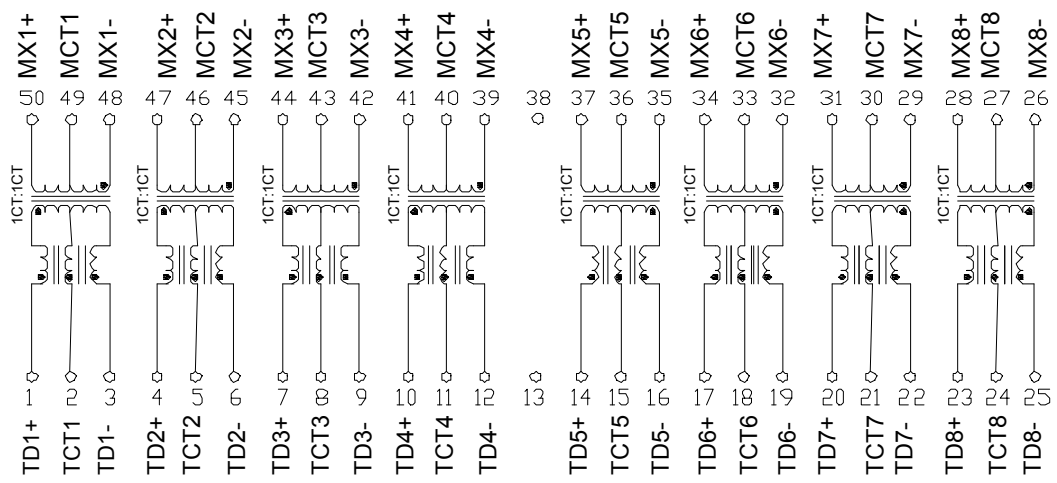 MX1+ MCT1 MX1- MX2+ MCT2 MX2- MX3+ MCT3 MX3- MX4+ MCT4 MX4- MX5+ MCT5 MX5- MX6+ MCT6 MX6- MX7+ MCT7 MX7- MX8+ MCT8 MX8-
50 49 48 47 46 45 44 43 42 41 40 39 38 37 36 35 34 33 32 31 30 29 28 27 26
1CT:1CT 1CT:1CT 1CT:1CT 1CT:1CT 1CT:1CT 1CT:1CT 1CT:1CT 1CT:1CT
1 2 3 4 5 6 7 8 9 10 11 12 13 14 15 16 17 18 19 20 21 22 23 24 25
TD1+ TCT1 TD1- TD2+ TCT2 TD2- TD3+ TCT3 TD3- TD4+ TCT4 TD4- TD5+ TCT5 TD5- TD6+ TCT6 TD6- TD7+ TCT7 TD7- TD8+ TCT8 TD8-